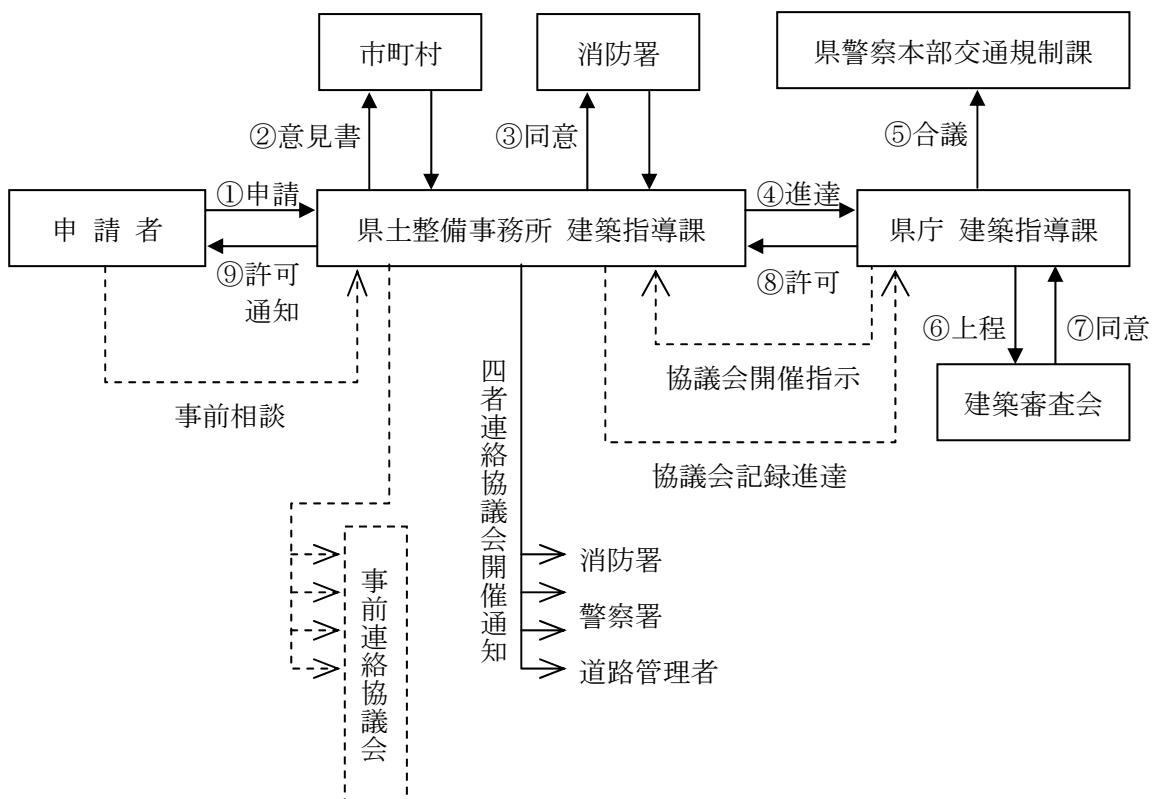 市町村
消防署
県警察本部交通規制課
②意見書
③同意
⑤合議
①申請
④進達
申 請 者
県土整備事務所 建築指導課
県庁 建築指導課
⑨許可
通知
⑧許可
⑥上程
⑦同意
協議会開催指示
建築審査会
事前相談
協議会記録進達
四者連絡協議会開催通知
事前連絡協議会
消防署
警察署
道路管理者